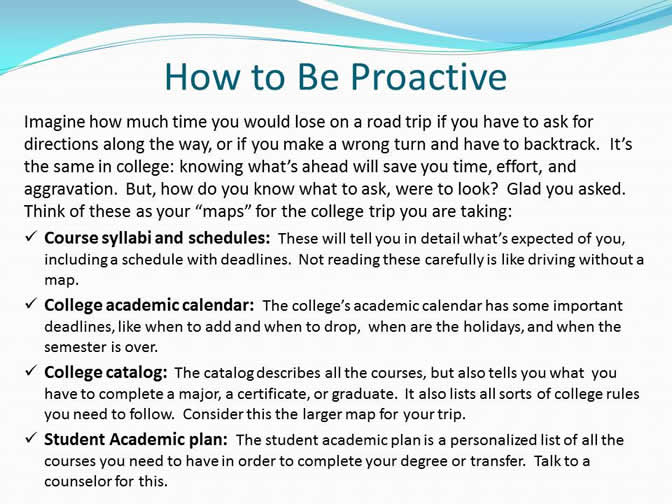 How to Be Proactive
Imagine how much time you would lose on a road trip if you have to ask for
directions along the way, or if you make a wrong turn and have to backtrack.  It’s
the same in college: knowing what’s ahead will save you time, effort, and
aggravation.  But, how do you know what to ask, were to look?  Glad you asked.
Think of these as your “maps” for the college trip you are taking:
✓ Course syllabi and schedules:  These will tell you in detail what’s expected of you,
including a schedule with deadlines.  Not reading these carefully is like driving without a
map.
✓ College academic calendar:  The college’s academic calendar has some important
deadlines, like when to add and when to drop,  when are the holidays, and when the
semester is over.
✓ College catalog:  The catalog describes all the courses, but also tells you what  you
have to complete a major, a certificate, or graduate.  It also lists all sorts of college rules
you need to follow.  Consider this the larger map for your trip.
✓ Student Academic plan:  The student academic plan is a personalized list of all the
courses you need to have in order to complete your degree or transfer.  Talk to a
counselor for this.